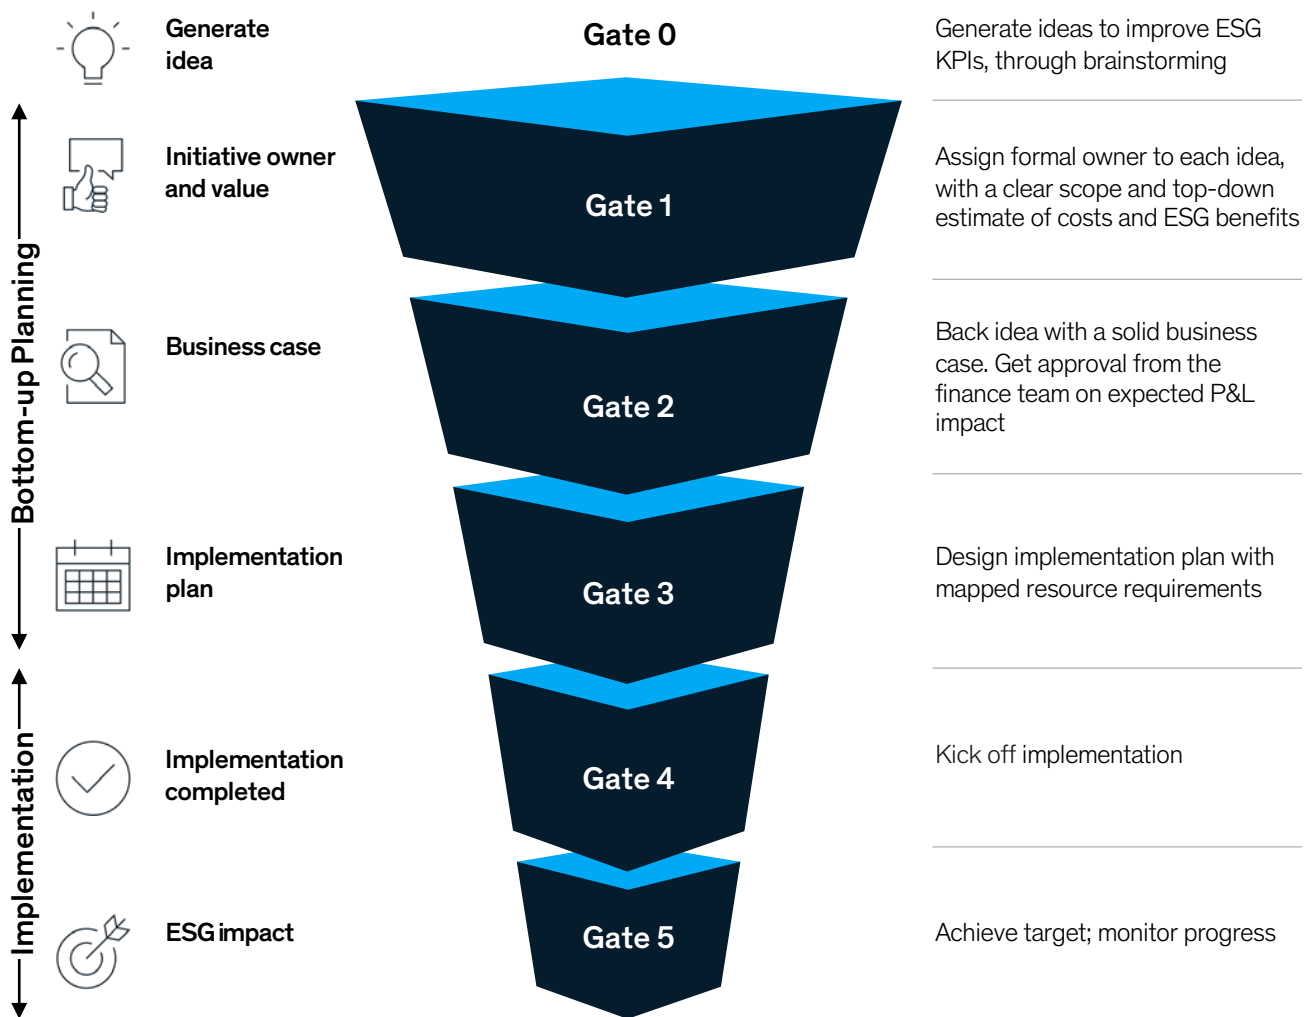 Generate
idea
Gate 0
Generate ideas to improve ESG
KPIs, through brainstorming
Bottom-up Planning
Initiative owner
and value
Gate 1
Assign formal owner to each idea,
with a clear scope and top-down
estimate of costs and ESG benefits
Business case
Gate 2
Back idea with a solid business
case. Get approval from the
finance team on expected P&L
impact
Implementation
plan
Gate 3
Design implementation plan with
mapped resource requirements
Implementation
Implementation
completed
Gate 4
Kick off implementation
ESG impact
Gate 5
Achieve target; monitor progress